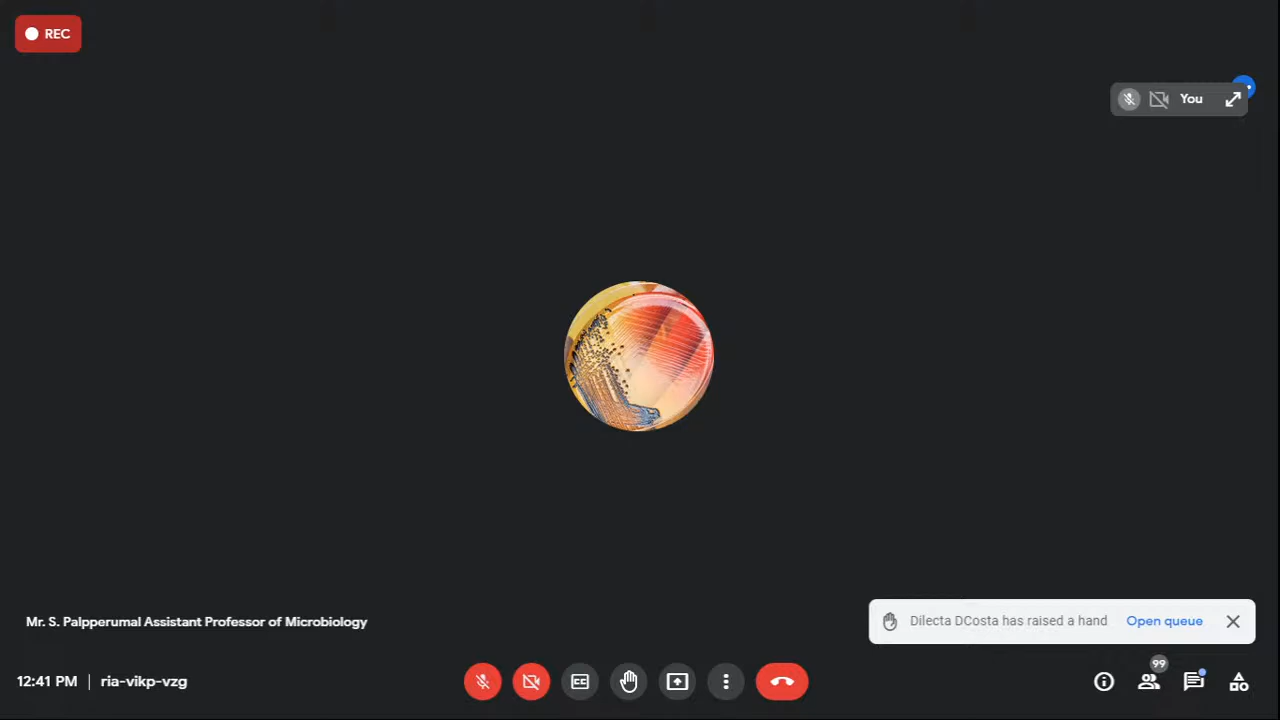 REC
You
Mr. S. Palpperumal Assistant Professor of Microbiology
Dilecta DCosta has raised a hand Open queue
99
12:41 PM | ria-vikp-vzg
CC